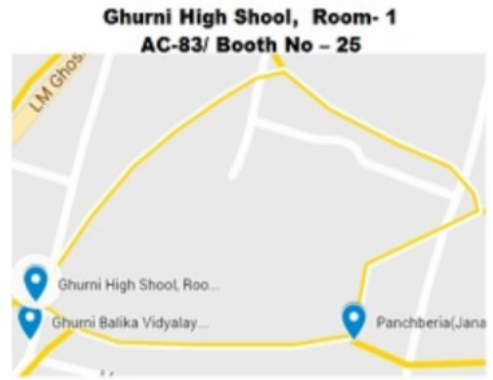 Ghurni High Shool, Room- 1
AC-83/ Booth No – 25
LM Ghos.
Ghurni High Shool, Roo...
Ghurni Balika Vidyalay...
Panchberia(Jana